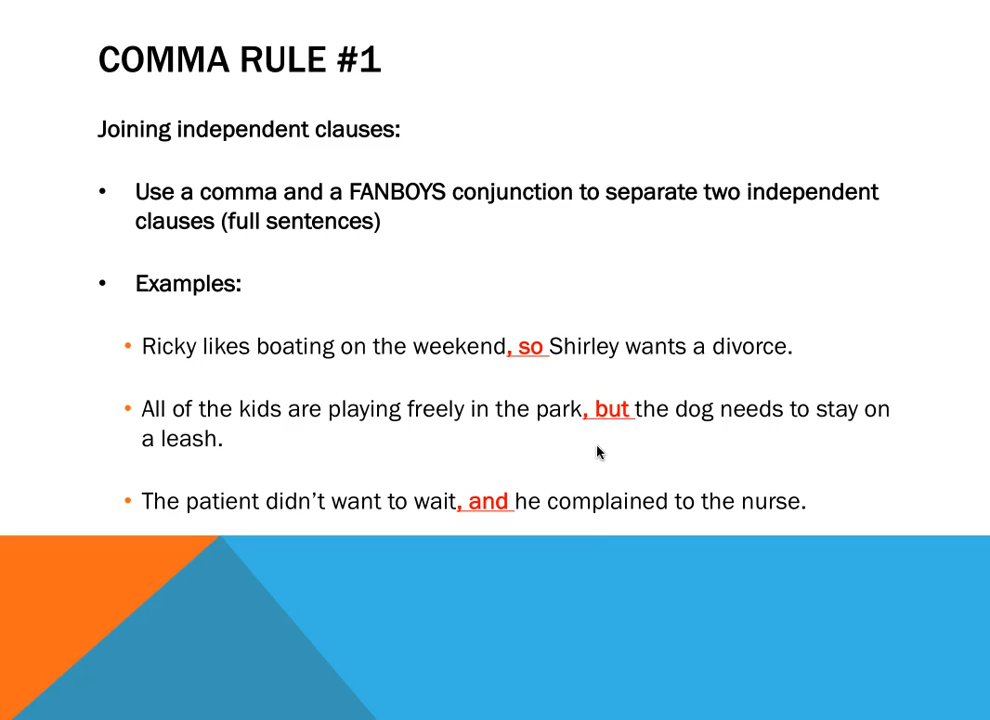 COMMA RULE #1
Joining independent clauses:
• Use a comma and a FANBOYS conjunction to separate two independent
clauses (full sentences)
• Examples:
• Ricky likes boating on the weekend, so Shirley wants a divorce.
• All of the kids are playing freely in the park, but the dog needs to stay on
a leash.
• The patient didn’t want to wait, and he complained to the nurse.